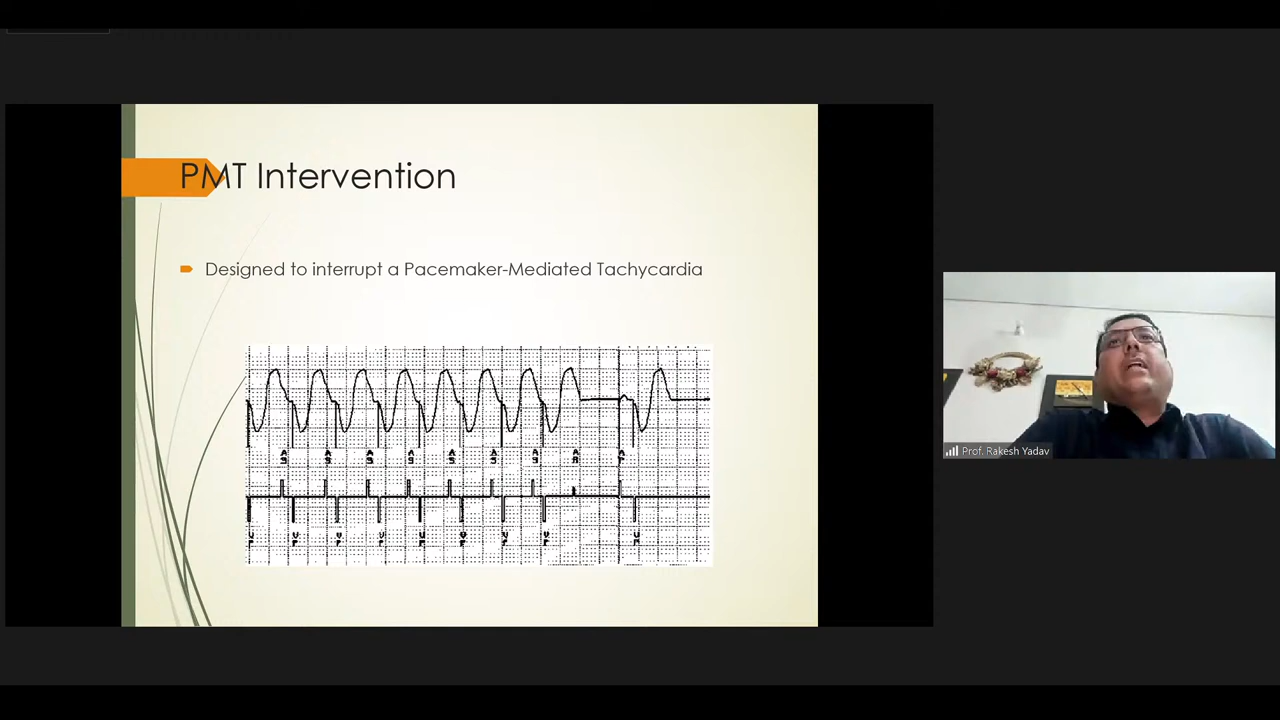 PMT Intervention
Designed to interrupt a Pacemaker-Mediated Tachycardia
Prof. Rakesh Yadav